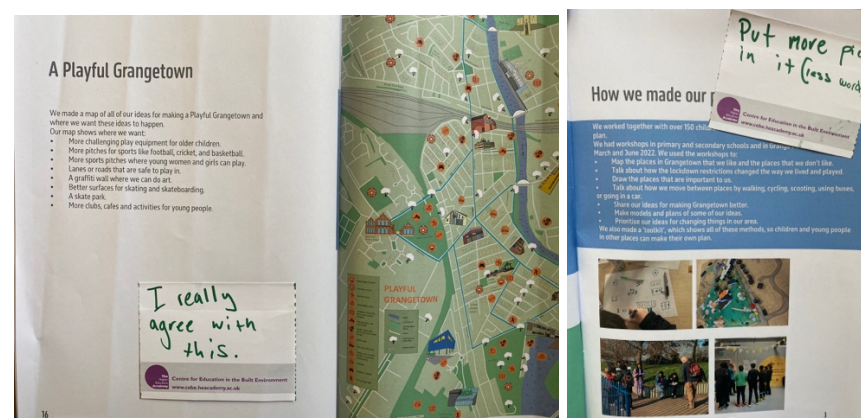 A Playful Grangetown
We made a map of all of our ideas for making a Playful Grangetown and
where we want these ideas to happen.
Our map shows where we want:
• More challenging play equipment for older children.
• More pitches for sports like football, cricket, and basketball.
• More sports pitches where young women and girls can play.
• Lanes or roads that are safe to play in.
• A graffiti wall where we can do art.
• Better surfaces for skating and skateboarding.
• A skate park.
• More clubs, cafes and activities for young people.
I really
agree with
this.
Centre for Education in the Built Environment
www.cebe.heacademy.ac.uk
16
PLAYFUL
GRANGETOWN
Put more pic
in it (less word
Centre for Education in the Built Environment
www.cebe.heacademy.ac.uk
How we made our p
We worked together with over 150 child
plan.
We had workshops in primary and secondary schools and in Grange
March and June 2022. We used the workshops to:
• Map the places in Grangetown that we like and the places that we don't like.
• Talk about how the lockdown restrictions changed the way we lived and played.
• Draw the places that are important to us.
• Talk about how we move between places by walking, cycling, scooting, using buses,
or going in a car.
• Share our ideas for making Grangetown better.
• Make models and plans of some of our ideas.
• Prioritise our ideas for changing things in our area.
We also made a 'toolkit', which shows all of these methods, so children and young people
in other places can make their own plan.